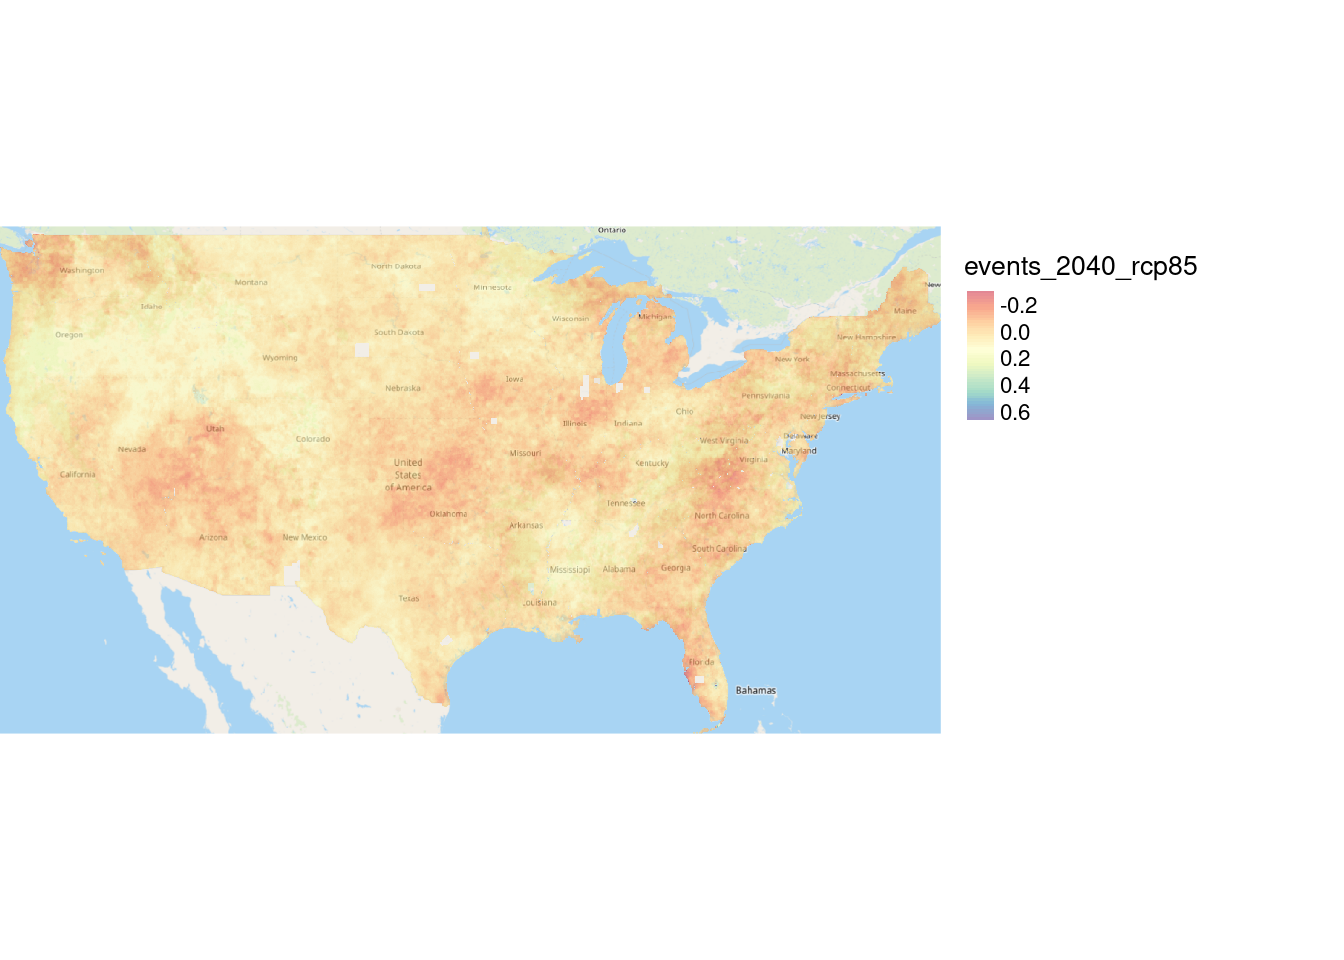 Ontario
events_2040_rcp85
-0.2
0.0
0.2
0.4
0.6
Washington
North Dakota
Montana
Minnesota
New
Idaho
Maine
Wisconsin
Michigan
Oregon
South Dakota
New Hampshire
Wyoming
New York
Massachusetts
Iowa
Nebraska
Connecticut
Pennsylvania
Ohio
New Jersey
Illinois
Indiana
Utah
Colorado
West Virginia
Delaware
Nevada
Missouri
Maryland
United
States
of America
Kentucky
Virginia
California
Tennessee
Oklahoma
North Carolina
Arkansas
Arizona
New Mexico
South Carolina
Mississippi
Alabama
Georgia
Texas
Louisiana
Florida
Bahamas